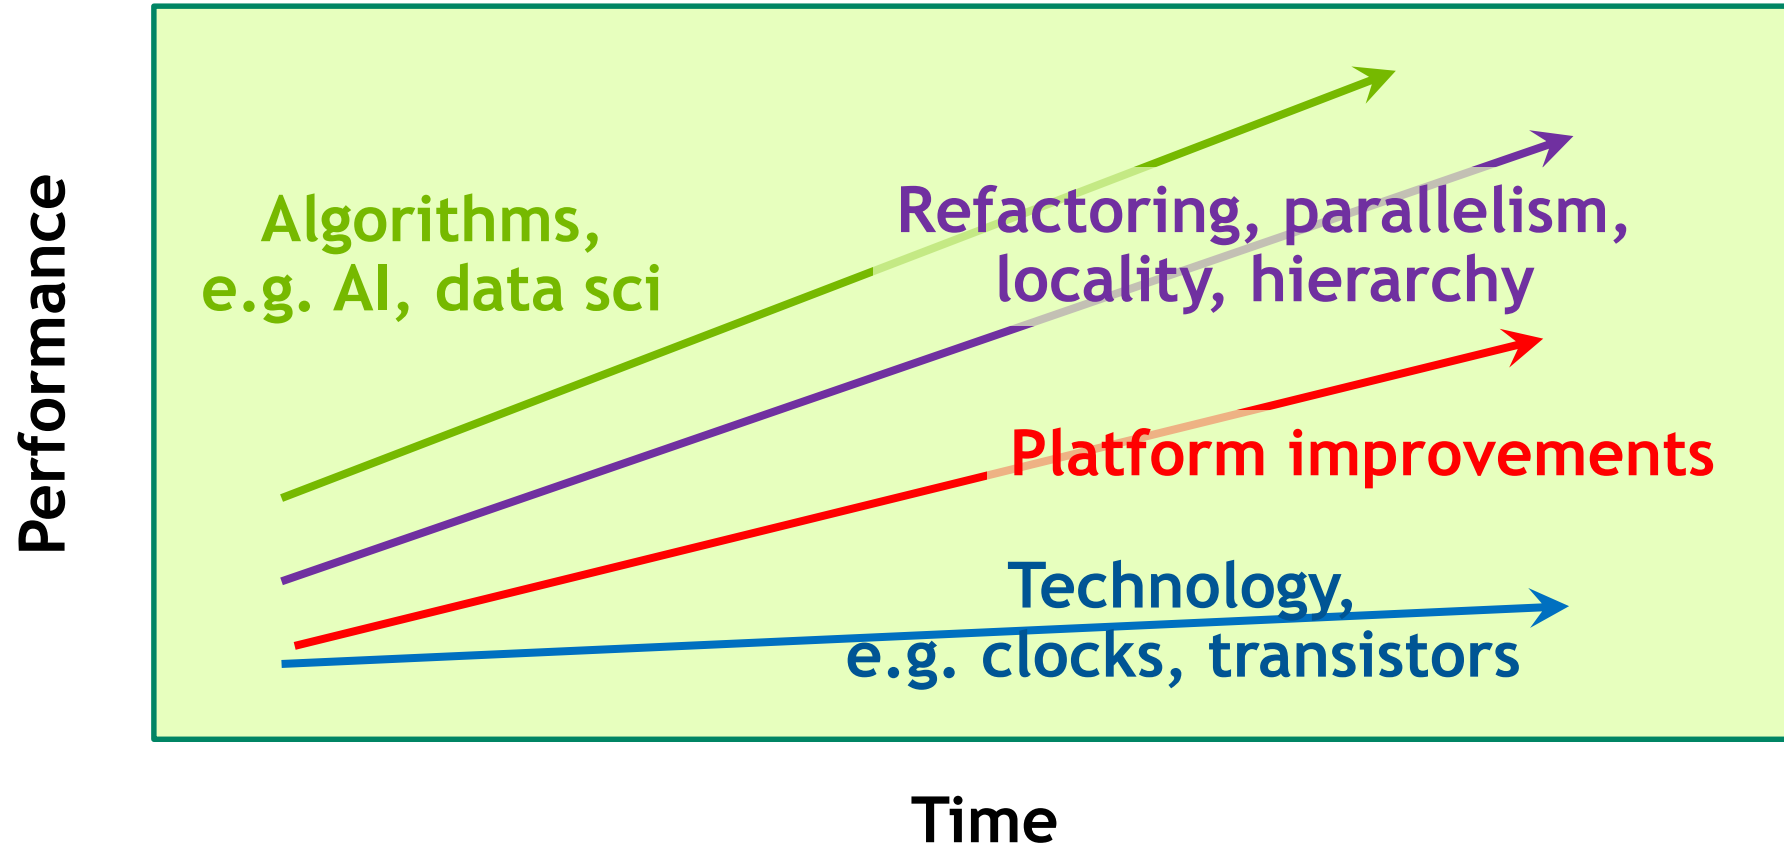 Performance
Algorithms,
e.g. AI, data sci
Refactoring, parallelism,
locality, hierarchy
Platform improvements
Technology,
e.g. clocks, transistors
Time